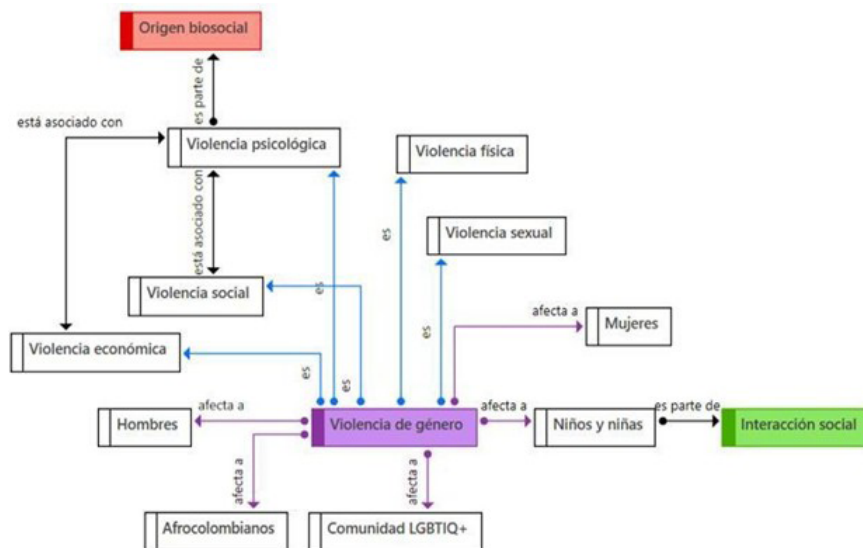 Origen biosocial
es parte de
está asociado con
Violencia psicológica
Violencia física
está asociado con
es
Violencia sexual
Violencia social
es
es
afecta a
Mujeres
Violencia económica
es
es
afecta a
Hombres
Violencia de género
afecta a
Niños y niñas
es parte de
Interacción social
afecta a
afecta a
Afrocolombianos
Comunidad LGBTIQ+